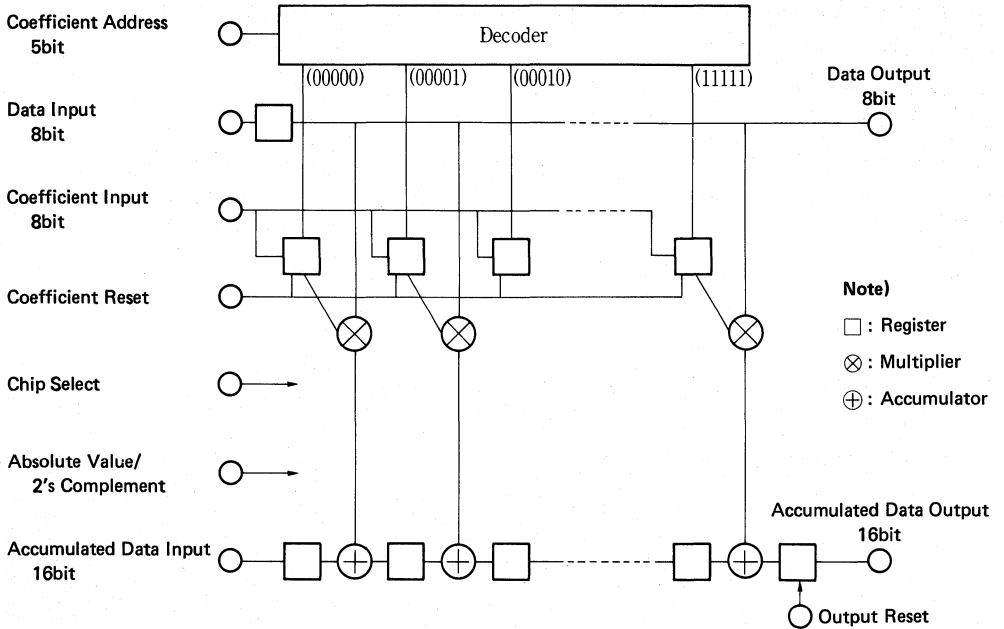 Coefficient Address
5bit
Decoder
(00000)
(00001)
(00010)
(11111)
Data Output
8bit
Data Input
8bit
Coefficient Input
8bit
Coefficient Reset
Note)
: Register
: Multiplier
: Accumulator
Chip Select
Absolute Value/
2's Complement
Accumulated Data Output
16bit
Accumulated Data Input
16bit
Output Reset